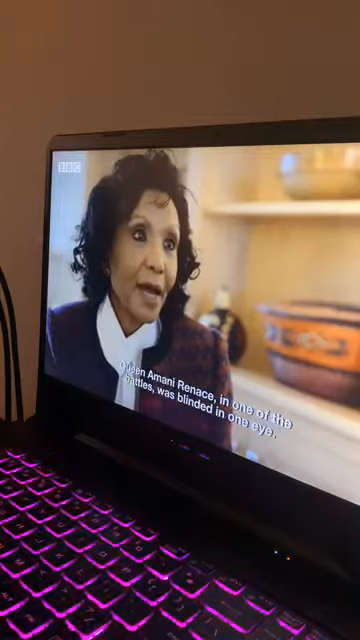 BBC
Queen Amani Renace, in one of the
battles, was blinded in one eye.